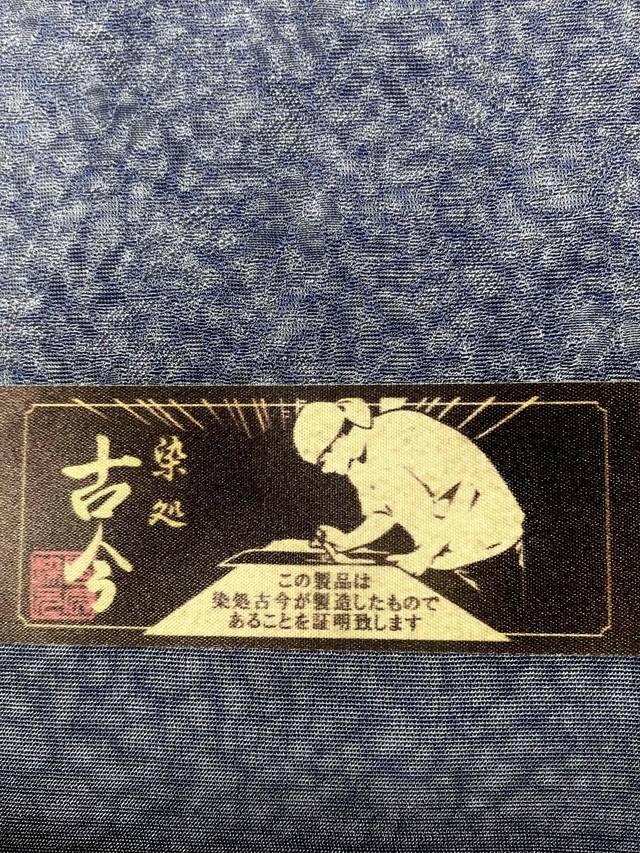 染処
古今
この製品は
染処古今が製造したもので
あることを証明致します